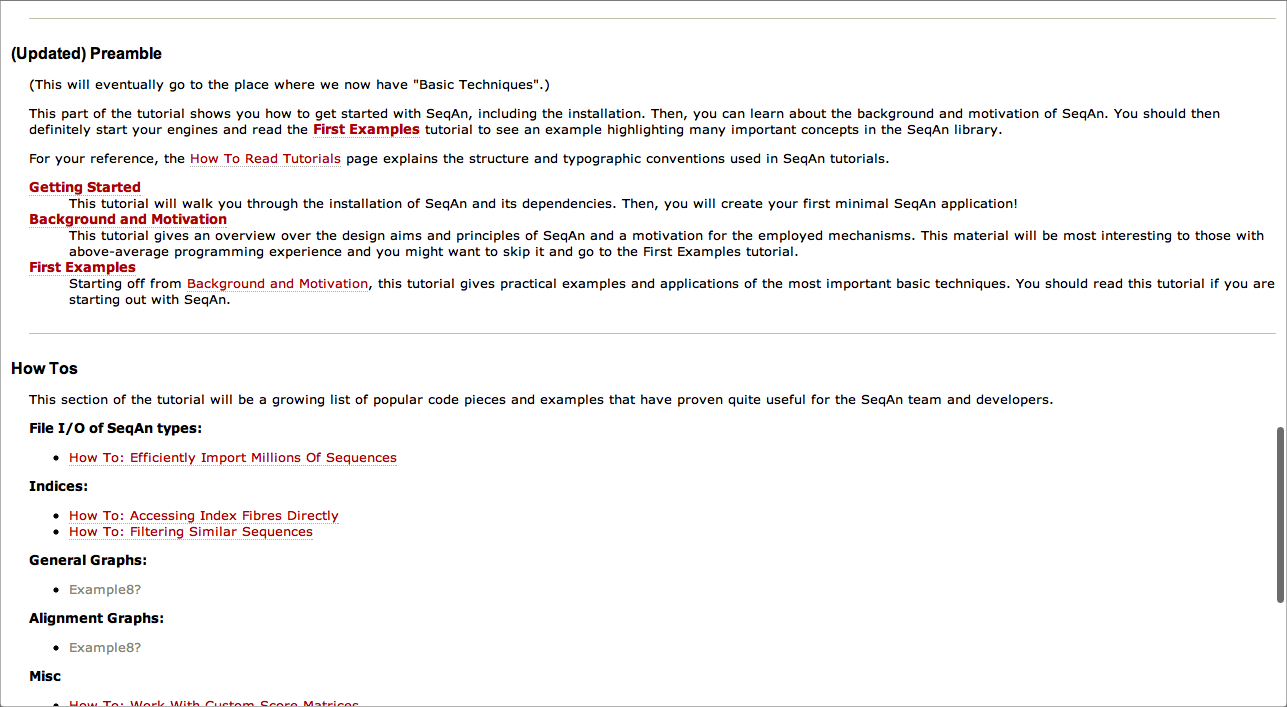 (Updated) Preamble
(This will eventually go to the place where we now have "Basic Techniques".)
This part of the tutorial shows you how to get started with SeqAn, including the installation. Then, you can learn about the background and motivation of SeqAn. You should then
definitely start your engines and read the First Examples tutorial to see an example highlighting many important concepts in the SeqAn library.
For your reference, the How To Read Tutorials page explains the structure and typographic conventions used in SeqAn tutorials.
Getting Started
This tutorial will walk you through the installation of SeqAn and its dependencies. Then, you will create your first minimal SeqAn application!
Background and Motivation
This tutorial gives an overview over the design aims and principles of SeqAn and a motivation for the employed mechanisms. This material will be most interesting to those with
above-average programming experience and you might want to skip it and go to the First Examples tutorial.
First Examples
Starting off from Background and Motivation, this tutorial gives practical examples and applications of the most important basic techniques. You should read this tutorial if you are
starting out with SeqAn.
How Tos
This section of the tutorial will be a growing list of popular code pieces and examples that have proven quite useful for the SeqAn team and developers.
File I/O of SeqAn types:
• How To: Efficiently Import Millions Of Sequences
Indices:
• How To: Accessing Index Fibres Directly
• How To: Filtering Similar Sequences
General Graphs:
• Example8?
Alignment Graphs:
• Example8?
Misc
• How To: Work With Custom Score Matrices